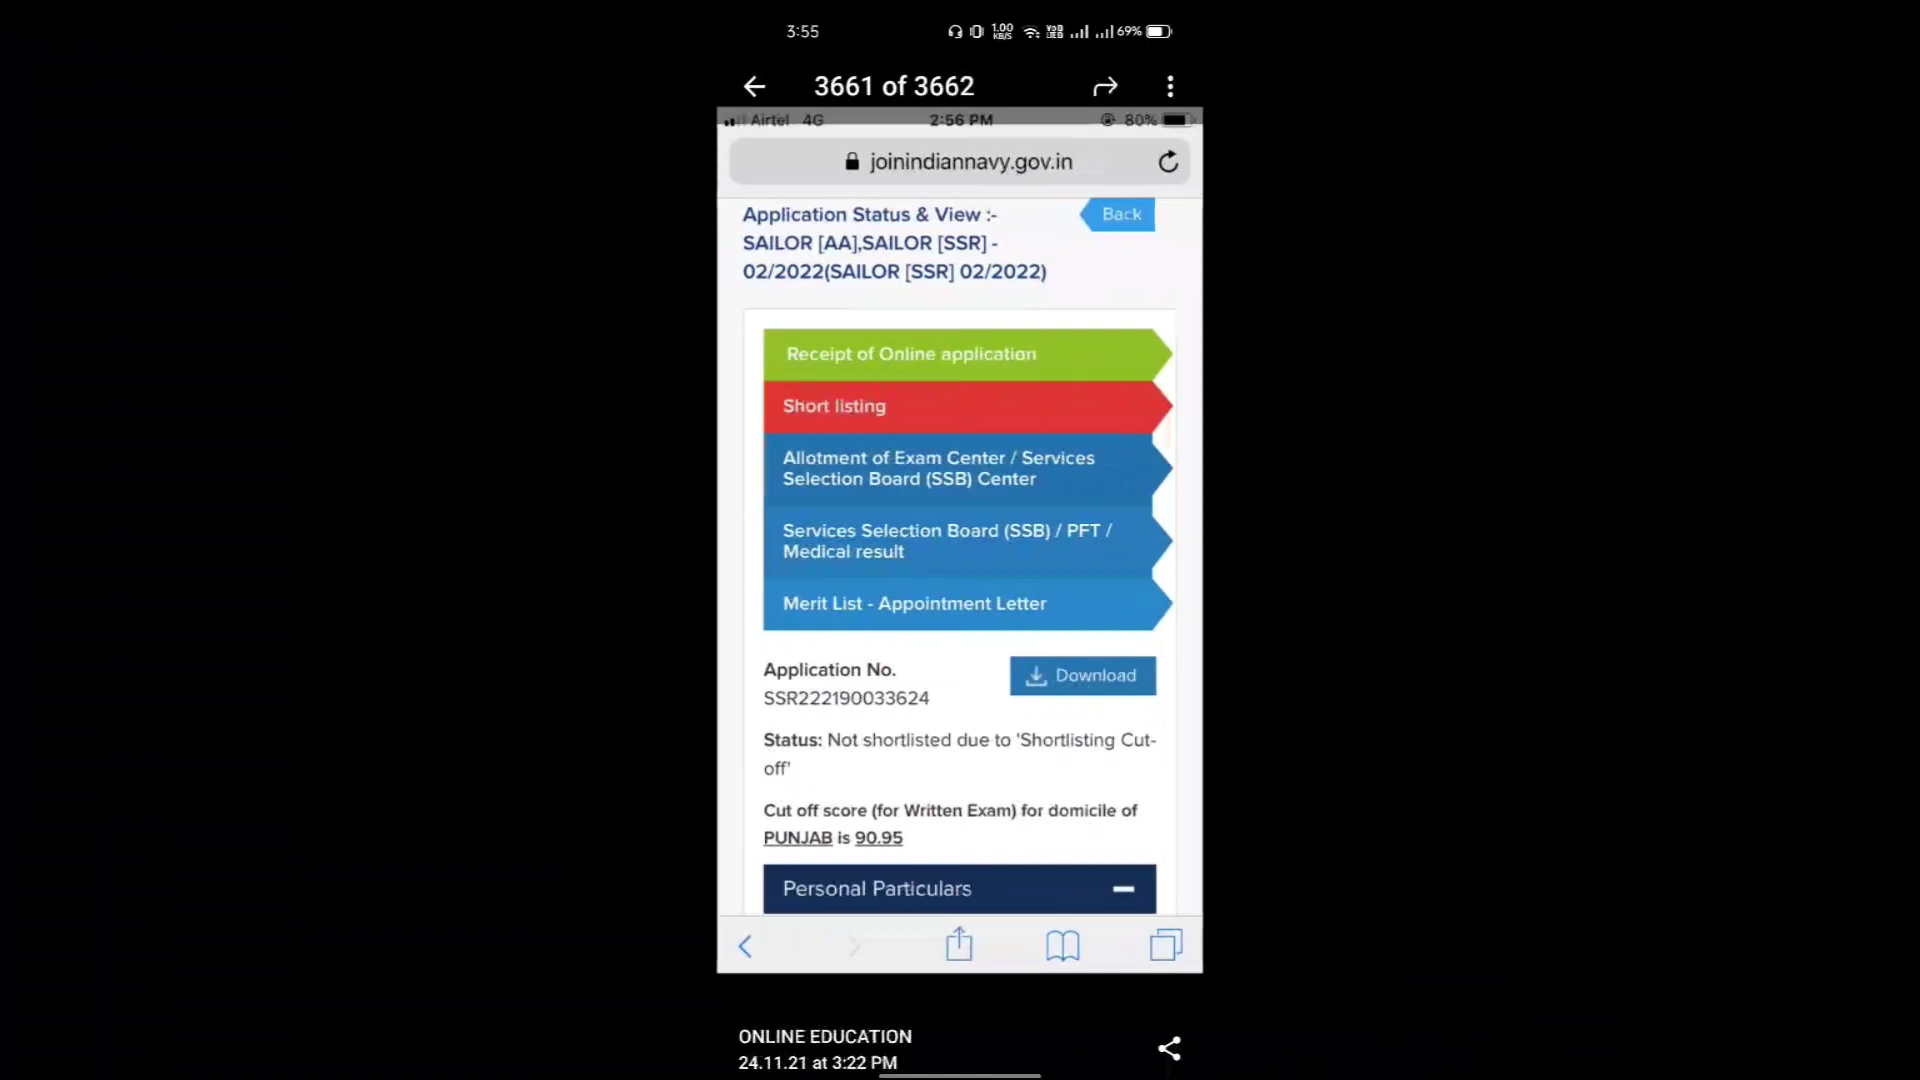 3:55
1.00 KB/S
69%
3661 of 3662
Airtel 4G 2:56 PM 80%
joinindiannavy.gov.in
Application Status & View :-
Back
SAILOR [AA],SAILOR [SSR] -
02/2022(SAILOR [SSR] 02/2022)
Receipt of Online application
Short listing
Allotment of Exam Center / Services
Selection Board (SSB) Center
Services Selection Board (SSB) / PFT /
Medical result
Merit List - Appointment Letter
Application No.
Download
SSR222190033624
Status: Not shortlisted due to 'Shortlisting Cut-
off'
Cut off score (for Written Exam) for domicile of
PUNJAB is 90.95
Personal Particulars
ONLINE EDUCATION
24.11.21 at 3:22 PM